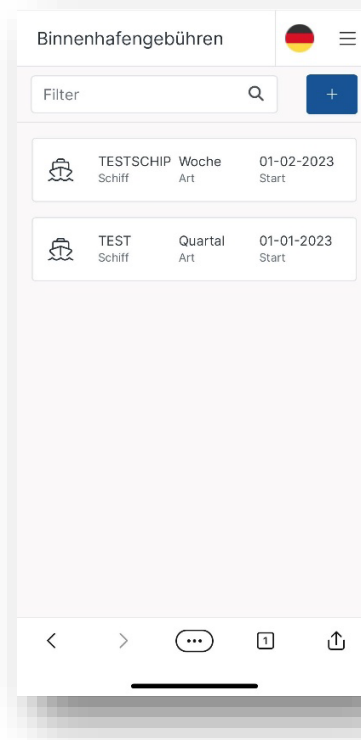 Binnenhafengebühren
Filter
+
TESTSCHIP Woche 01-02-2023
Schiff Art Start
TEST Quartal 01-01-2023
Schiff Art Start
1